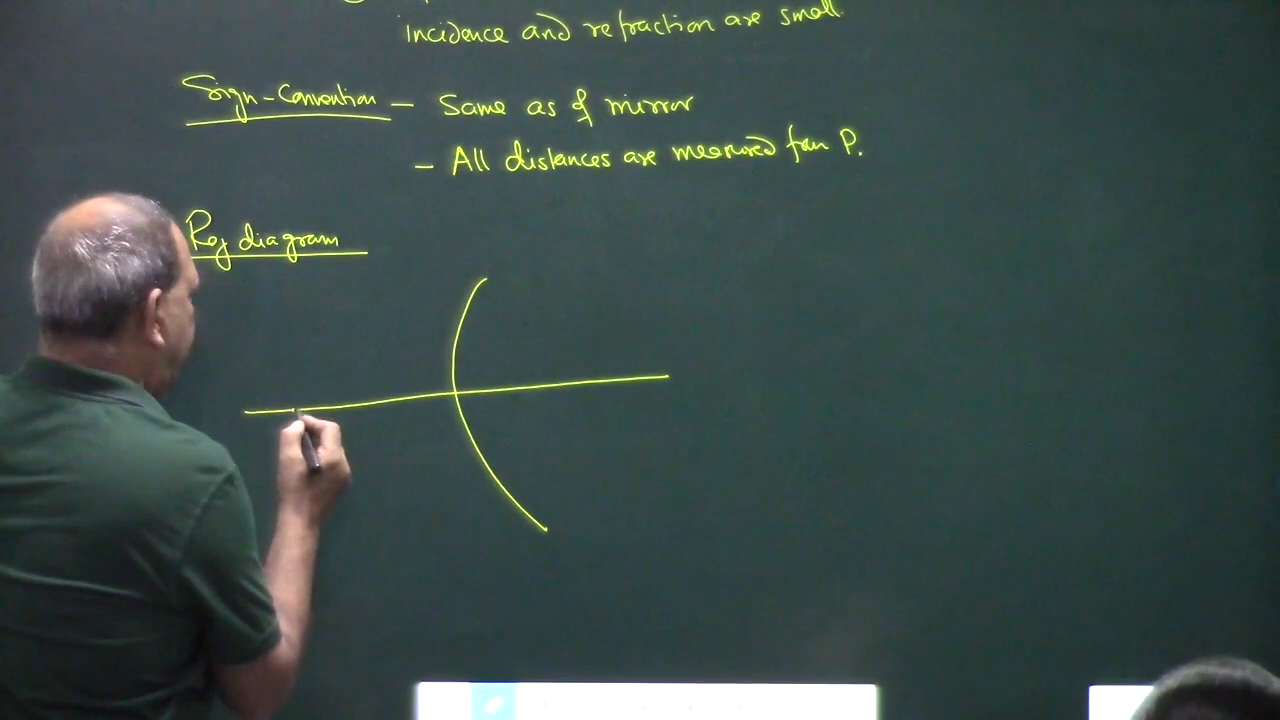 incidence and refraction are small
Sign-Convention - Same as of mirror
- All distances are measured from P.
Ray diagram